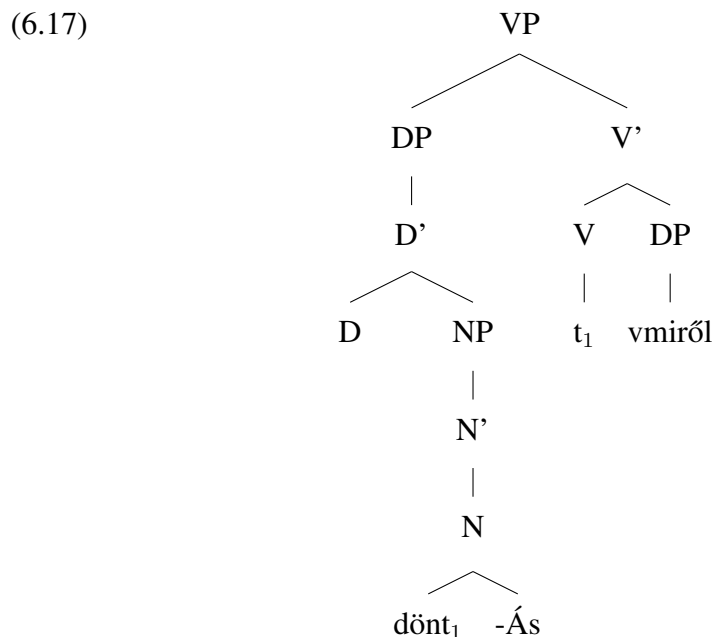 (6.17) VP
DP V’
D’ V DP
D NP t₁ vmiről
N’
N
dönt₁ -Ás